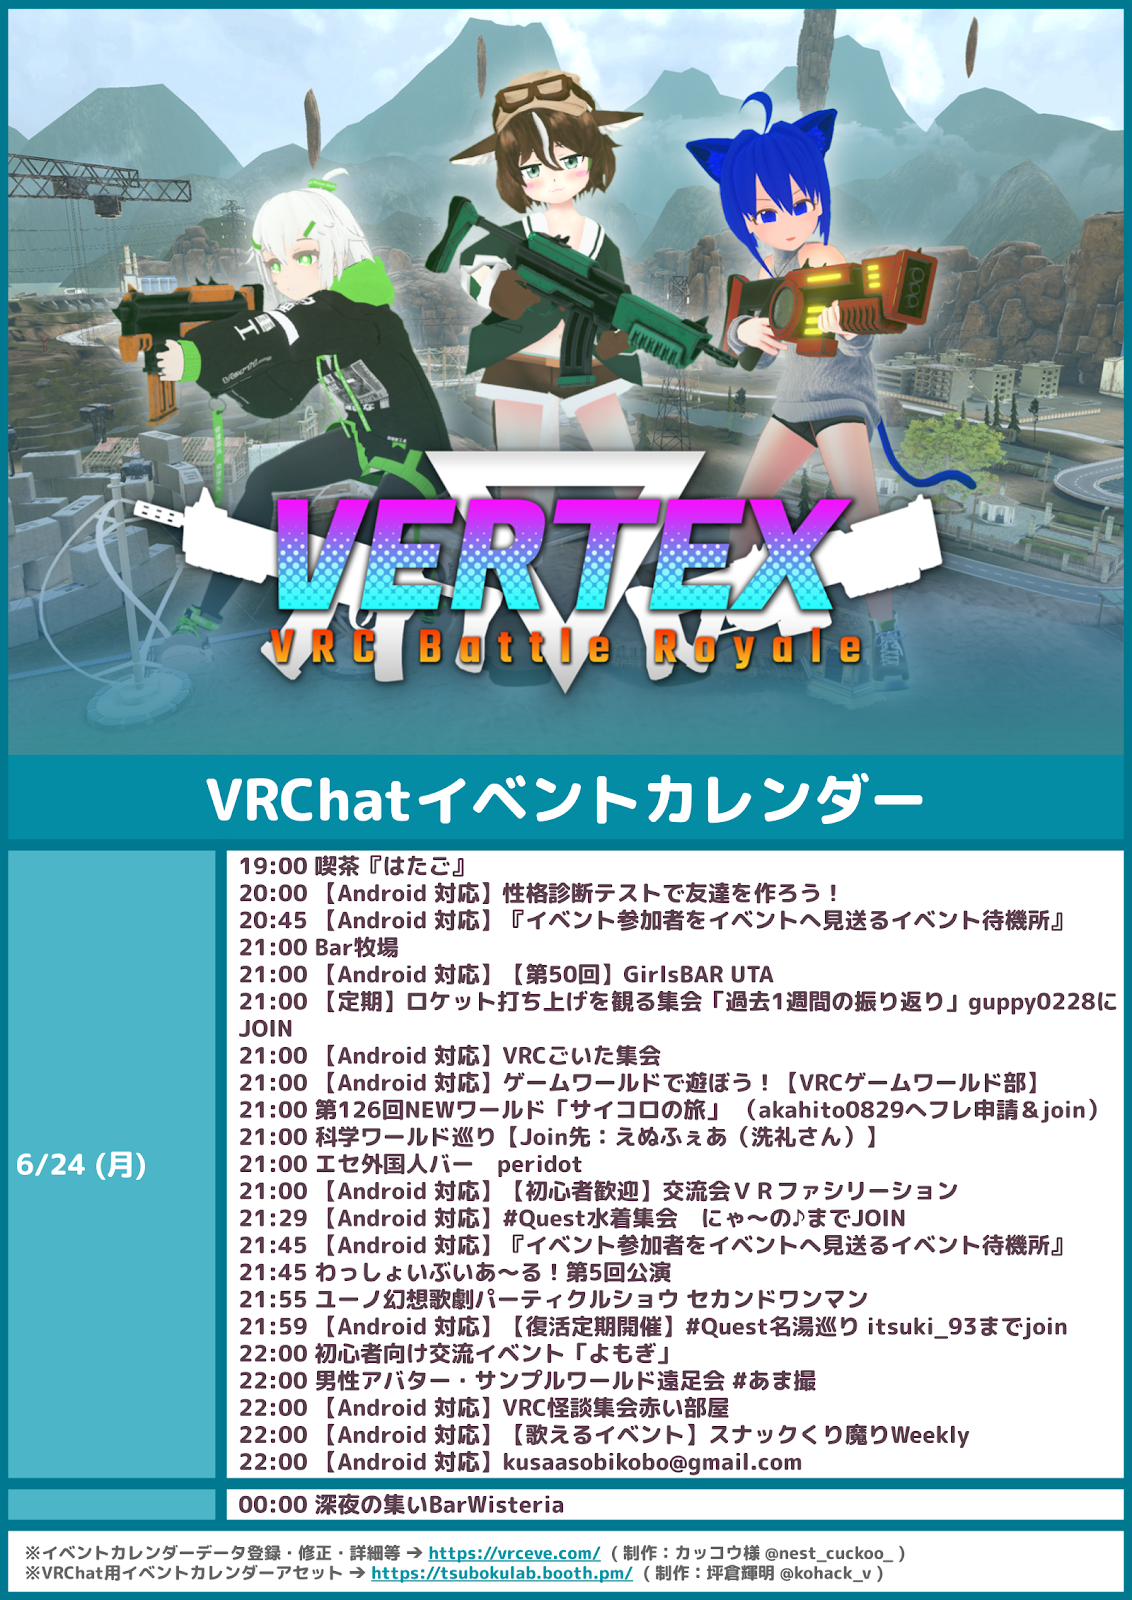 VERTEX
VRC Battle Royale
VRChatイベントカレンダー
6/24 (月)
19:00 喫茶『はたご』
20:00 【Android 対応】性格診断テストで友達を作ろう！
20:45 【Android 対応】『イベント参加者をイベントへ見送るイベント待機所』
21:00 Bar牧場
21:00 【Android 対応】【第50回】GirlsBAR UTA
21:00 【定期】ロケット打ち上げを観る集会「過去1週間の振り返り」guppy0228に
JOIN
21:00 【Android 対応】VRCごいた集会
21:00 【Android 対応】ゲームワールドで遊ぼう！【VRCゲームワールド部】
21:00 第126回NEWワールド「サイコロの旅」 （akahito0829へフレ申請＆join）
21:00 科学ワールド巡り【Join先：えぬふぇあ（洗礼さん）】
21:00 エセ外国人バー　peridot
21:00 【Android 対応】【初心者歓迎】交流会ＶＲファシリーション
21:29 【Android 対応】#Quest水着集会　にゃ～の♪までJOIN
21:45 【Android 対応】『イベント参加者をイベントへ見送るイベント待機所』
21:45 わっしょいぶいあ～る！第5回公演
21:55 ユーノ幻想歌劇パーティクルショウ セカンドワンマン
21:59 【Android 対応】【復活定期開催】#Quest名湯巡り itsuki_93までjoin
22:00 初心者向け交流イベント「よもぎ」
22:00 男性アバター・サンプルワールド遠足会 #あま撮
22:00 【Android 対応】VRC怪談集会赤い部屋
22:00 【Android 対応】【歌えるイベント】スナックくり魔りWeekly
22:00 【Android 対応】kusaasobikobo@gmail.com
00:00 深夜の集いBarWisteria
※イベントカレンダーデータ登録・修正・詳細等 → https://vrceve.com/ ( 制作：カッコウ様 @nest_cuckoo_ )
※VRChat用イベントカレンダーアセット → https://tsubokulab.booth.pm/ ( 制作：坪倉輝明 @kohack_v )